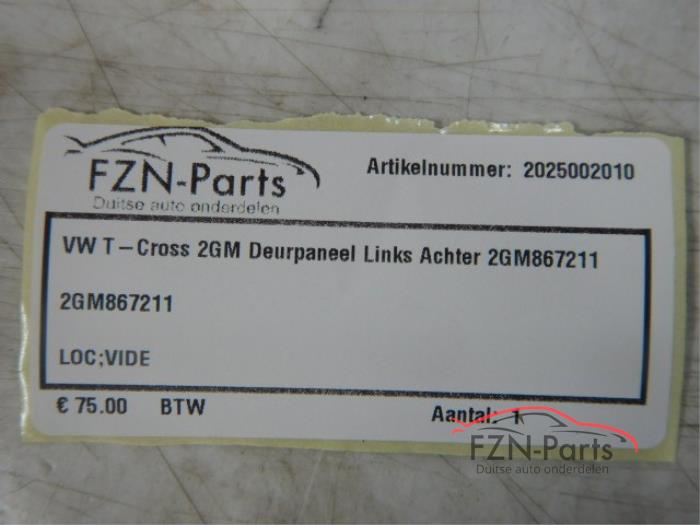 FZN-Parts
Duitse auto onderdelen
Artikelnummer: 2025002010
VW T-Cross 2GM Deurpaneel Links Achter 2GM867211
2GM867211
LOC;VIDE
€ 75.00 BTW
Aantal: 1
FZN-Parts
Duitse auto onderdelen